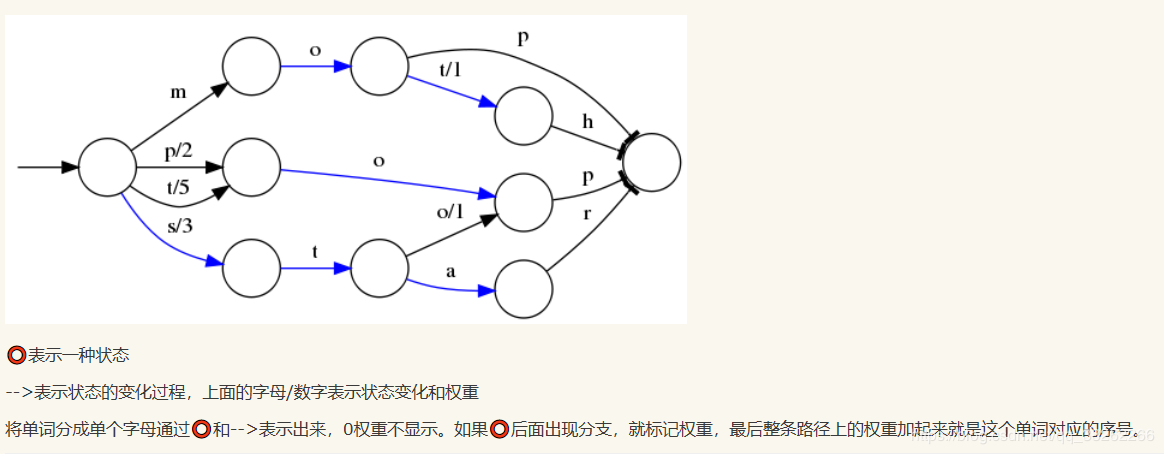 p
o
t/1
m
h
p/2
o
p
t/5
o/1
r
s/3
t
a
⭕表示一种状态
-->表示状态的变化过程，上面的字母/数字表示状态变化和权重
将单词分成单个字母通过⭕和-->表示出来，0权重不显示。如果⭕后面出现分支，就标记权重，最后整条路径上的权重加起来就是这个单词对应的序号。